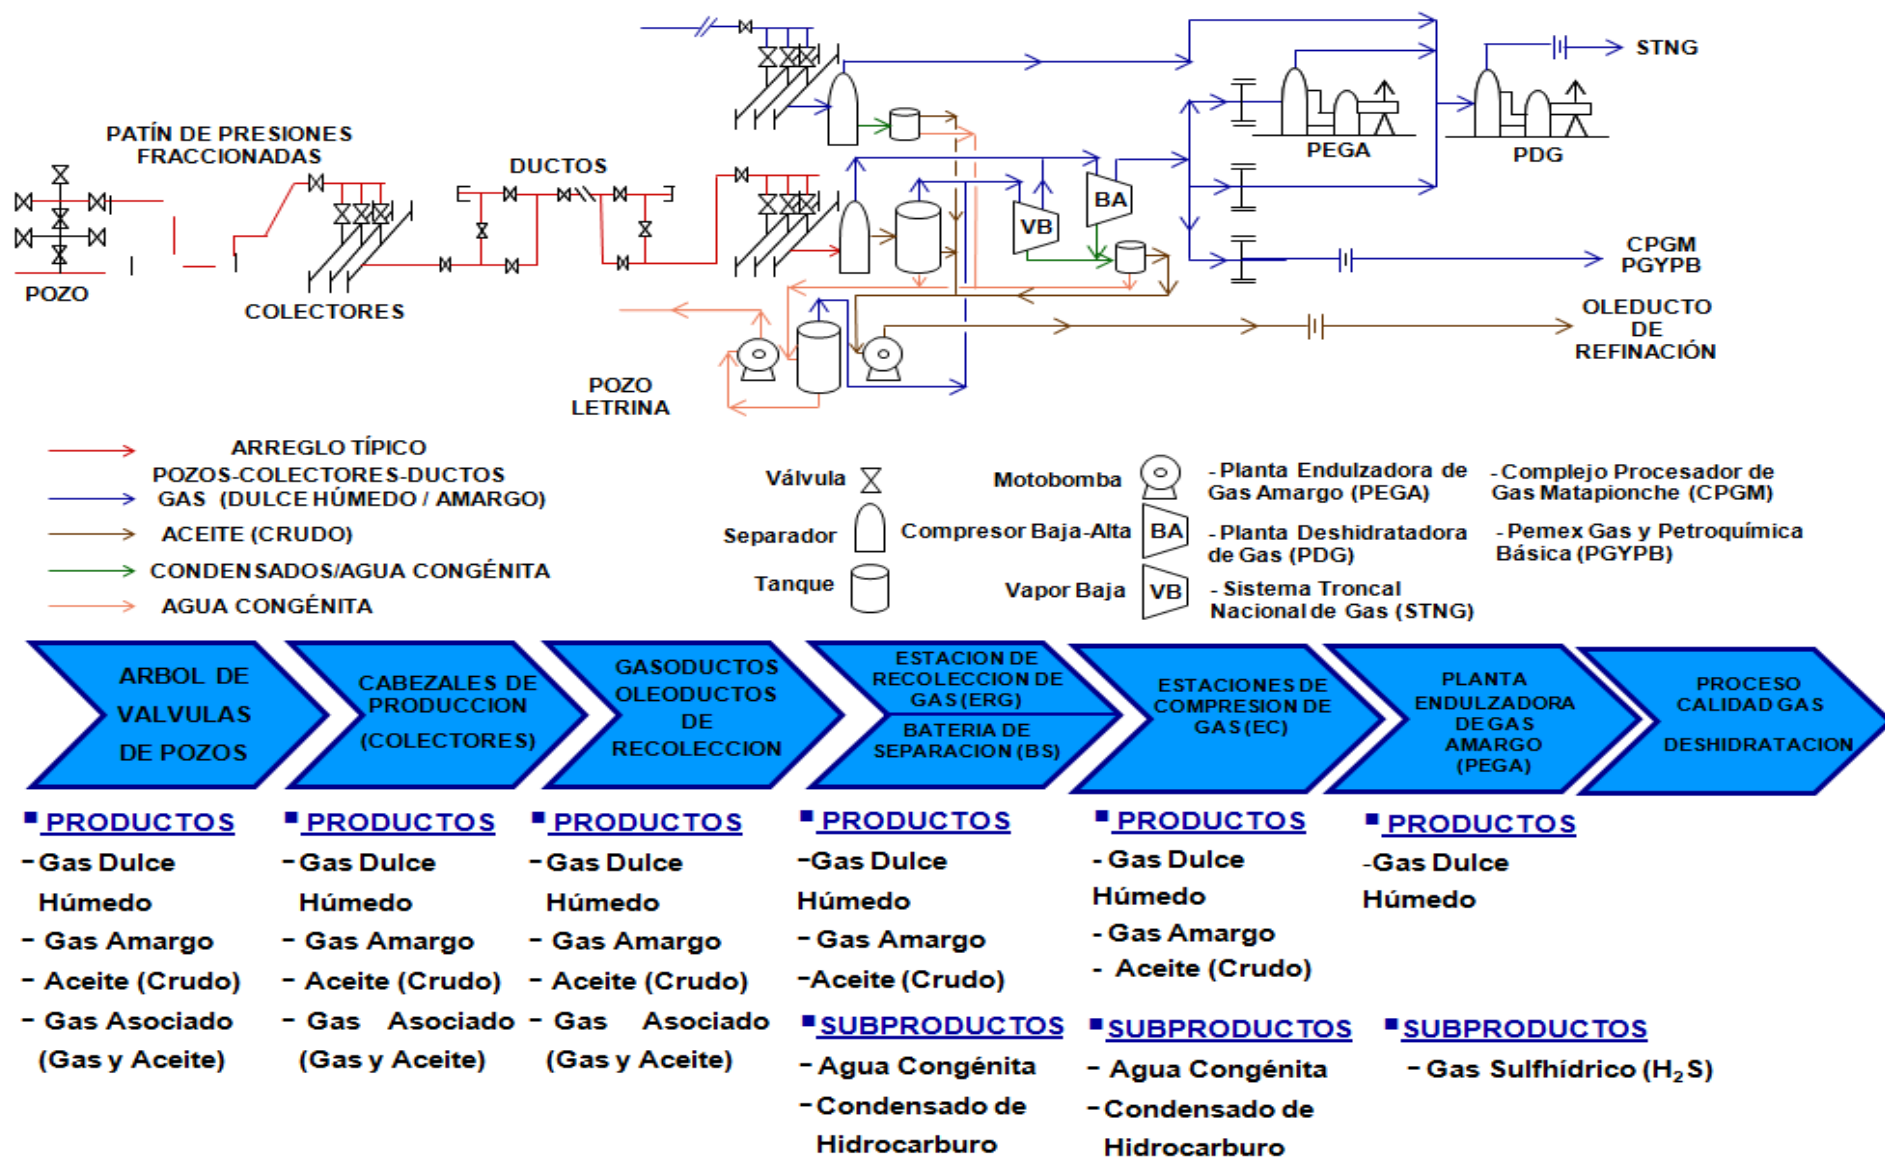 STNG
PATÍN DE PRESIONES
FRACCIONADAS
DUCTOS
PEGA
PDG
BA
VB
POZO
COLECTORES
CPGM
PGYPB
OLEDUCTO
DE
REFINACIÓN
POZO
LETRINA
ARREGLO TÍPICO
POZOS-COLECTORES-DUCTOS
GAS (DULCE HÚMEDO / AMARGO)
ACEITE (CRUDO)
CONDENSADOS/AGUA CONGÉNITA
AGUA CONGÉNITA
Válvula
Separador
Tanque
Motobomba
Compresor Baja-Alta
BA
Vapor Baja
VB
- Planta Endulzadora de
Gas Amargo (PEGA)
- Planta Deshidratadora
de Gas (PDG)
- Sistema Troncal
Nacional de Gas (STNG)
- Complejo Procesador de
Gas Matapionche (CPGM)
- Pemex Gas y Petroquímica
Básica (PGYPB)
ARBOL DE
VALVULAS
DE POZOS
CABEZALES DE
PRODUCCION
(COLECTORES)
GASODUCTOS
OLEODUCTOS
DE
RECOLECCION
ESTACION DE
RECOLECCION DE
GAS (ERG)
BATERIA DE
SEPARACION (BS)
ESTACIONES DE
COMPRESION DE
GAS (EC)
PLANTA
ENDULZADORA
DE GAS
AMARGO
(PEGA)
PROCESO
CALIDAD GAS
DESHIDRATACION
▪ PRODUCTOS
- Gas Dulce
Húmedo
- Gas Amargo
- Aceite (Crudo)
- Gas Asociado
(Gas y Aceite)
▪ PRODUCTOS
- Gas Dulce
Húmedo
- Gas Amargo
- Aceite (Crudo)
- Gas Asociado
(Gas y Aceite)
▪ PRODUCTOS
- Gas Dulce
Húmedo
- Gas Amargo
- Aceite (Crudo)
- Gas Asociado
(Gas y Aceite)
▪ PRODUCTOS
-Gas Dulce
Húmedo
- Gas Amargo
-Aceite (Crudo)
▪ SUBPRODUCTOS
- Agua Congénita
- Condensado de
Hidrocarburo
▪ PRODUCTOS
- Gas Dulce
Húmedo
- Gas Amargo
- Aceite (Crudo)
▪ SUBPRODUCTOS
- Agua Congénita
- Condensado de
Hidrocarburo
▪ PRODUCTOS
-Gas Dulce
Húmedo
▪ SUBPRODUCTOS
- Gas Sulfhídrico (H₂S)